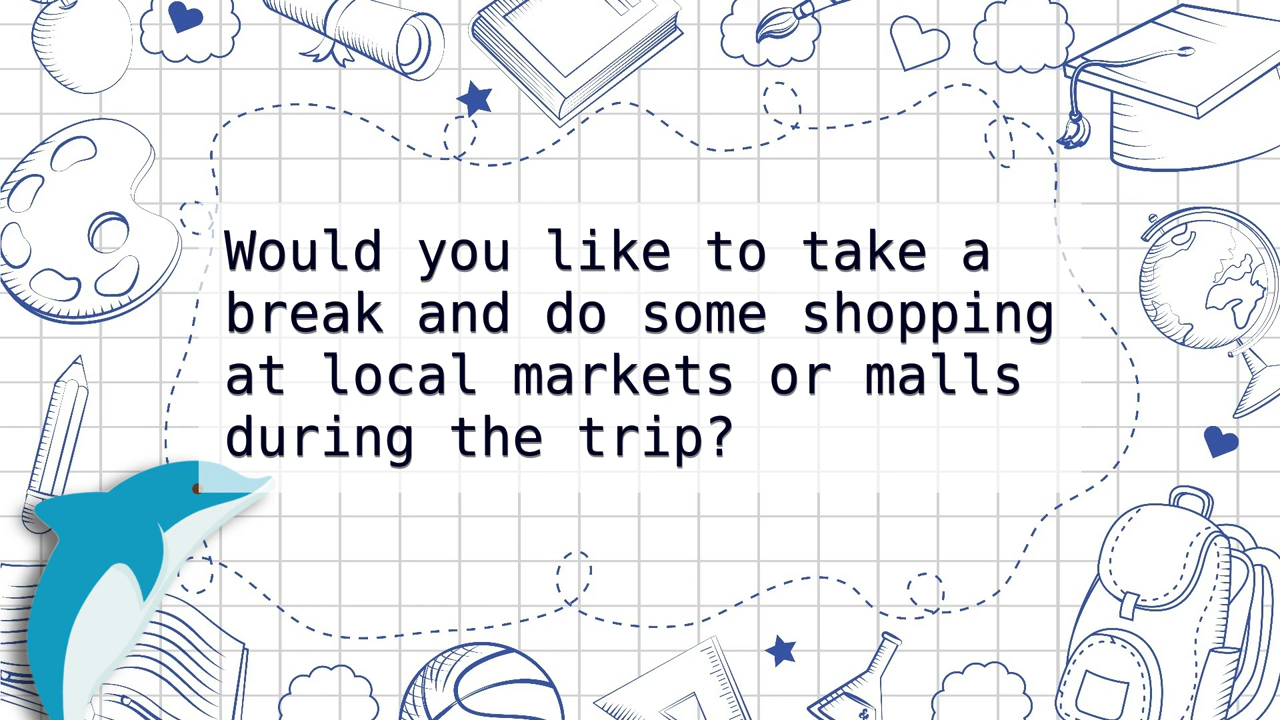 Would you like to take a
break and do some shopping
at local markets or malls
during the trip?